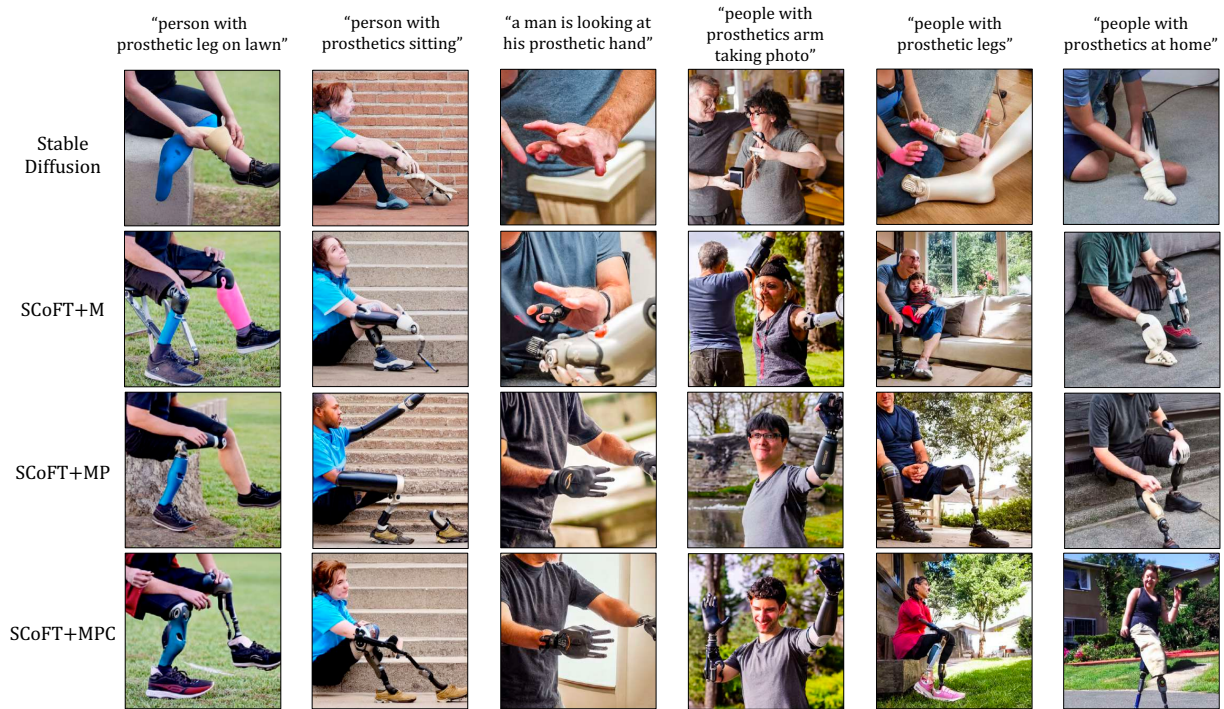 “person with
prosthetic leg on lawn”
“person with
prosthetics sitting”
“a man is looking at
his prosthetic hand”
“people with
prosthetics arm
taking photo”
“people with
prosthetic legs”
“people with
prosthetics at home”
Stable
Diffusion
SCoFT+M
SCoFT+MP
SCoFT+MPC